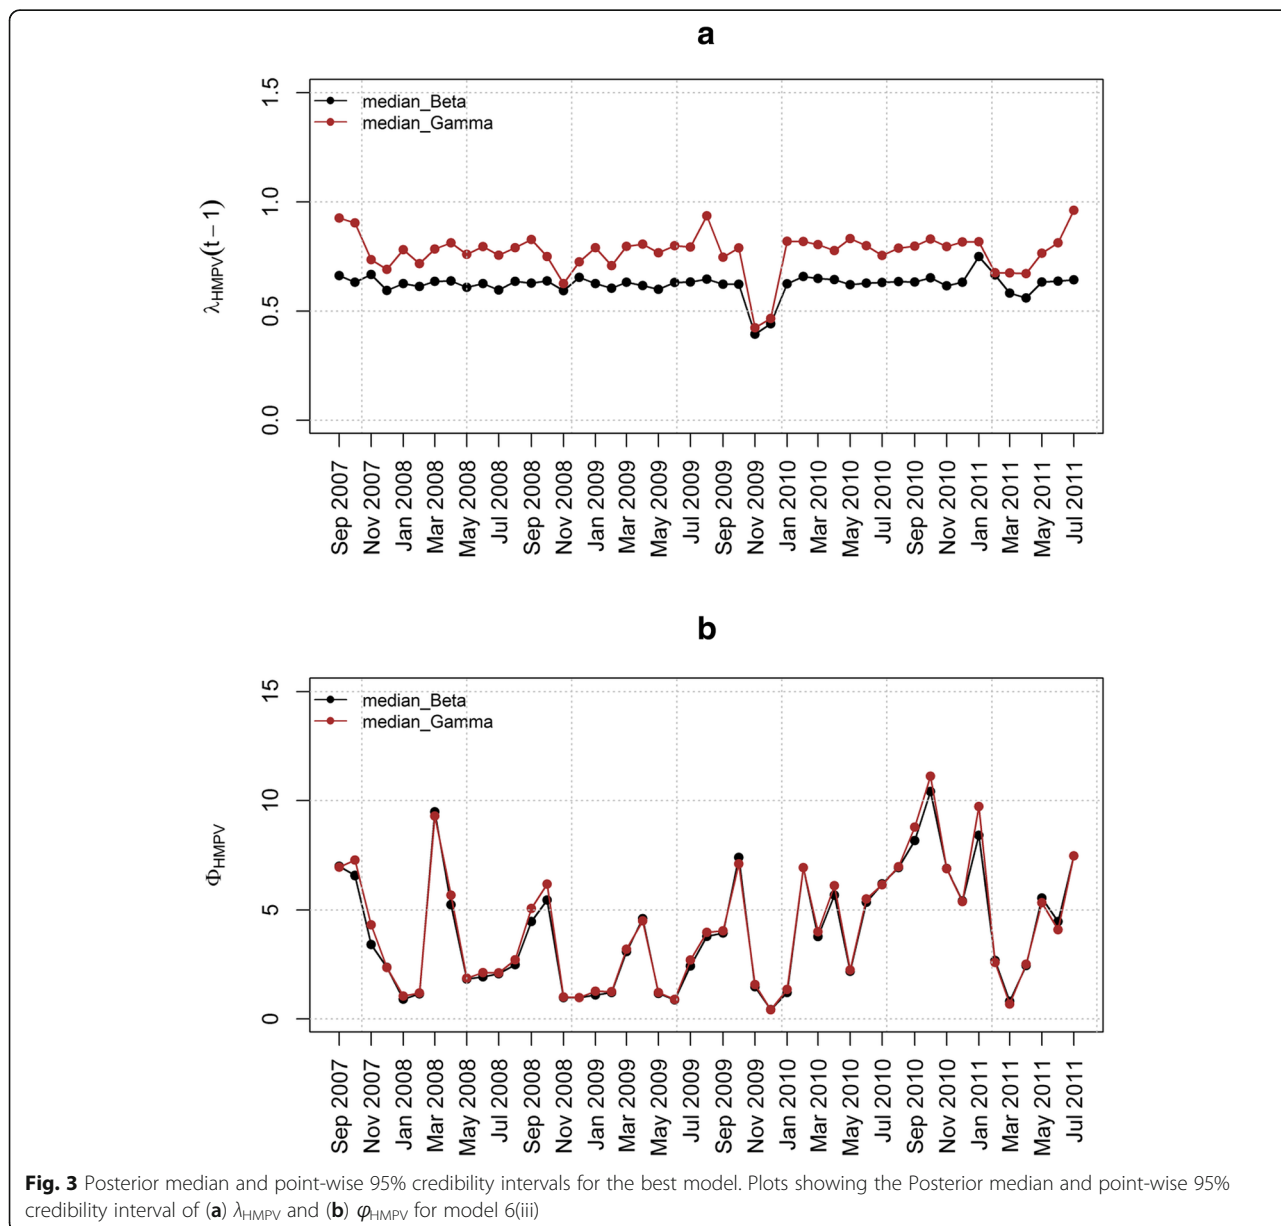 a
1.5
1.0
0.5
0.0
λHMPV(t−1)
median_Beta
median_Gamma
Sep 2007
Nov 2007
Jan 2008
Mar 2008
May 2008
Jul 2008
Sep 2008
Nov 2008
Jan 2009
Mar 2009
May 2009
Jul 2009
Sep 2009
Nov 2009
Jan 2010
Mar 2010
May 2010
Jul 2010
Sep 2010
Nov 2010
Jan 2011
Mar 2011
May 2011
Jul 2011
b
15
10
5
0
ΦHMPV
median_Beta
median_Gamma
Sep 2007
Nov 2007
Jan 2008
Mar 2008
May 2008
Jul 2008
Sep 2008
Nov 2008
Jan 2009
Mar 2009
May 2009
Jul 2009
Sep 2009
Nov 2009
Jan 2010
Mar 2010
May 2010
Jul 2010
Sep 2010
Nov 2010
Jan 2011
Mar 2011
May 2011
Jul 2011
Fig. 3 Posterior median and point-wise 95% credibility intervals for the best model. Plots showing the Posterior median and point-wise 95%
credibility interval of (a) λHMPV and (b) φHMPV for model 6(iii)